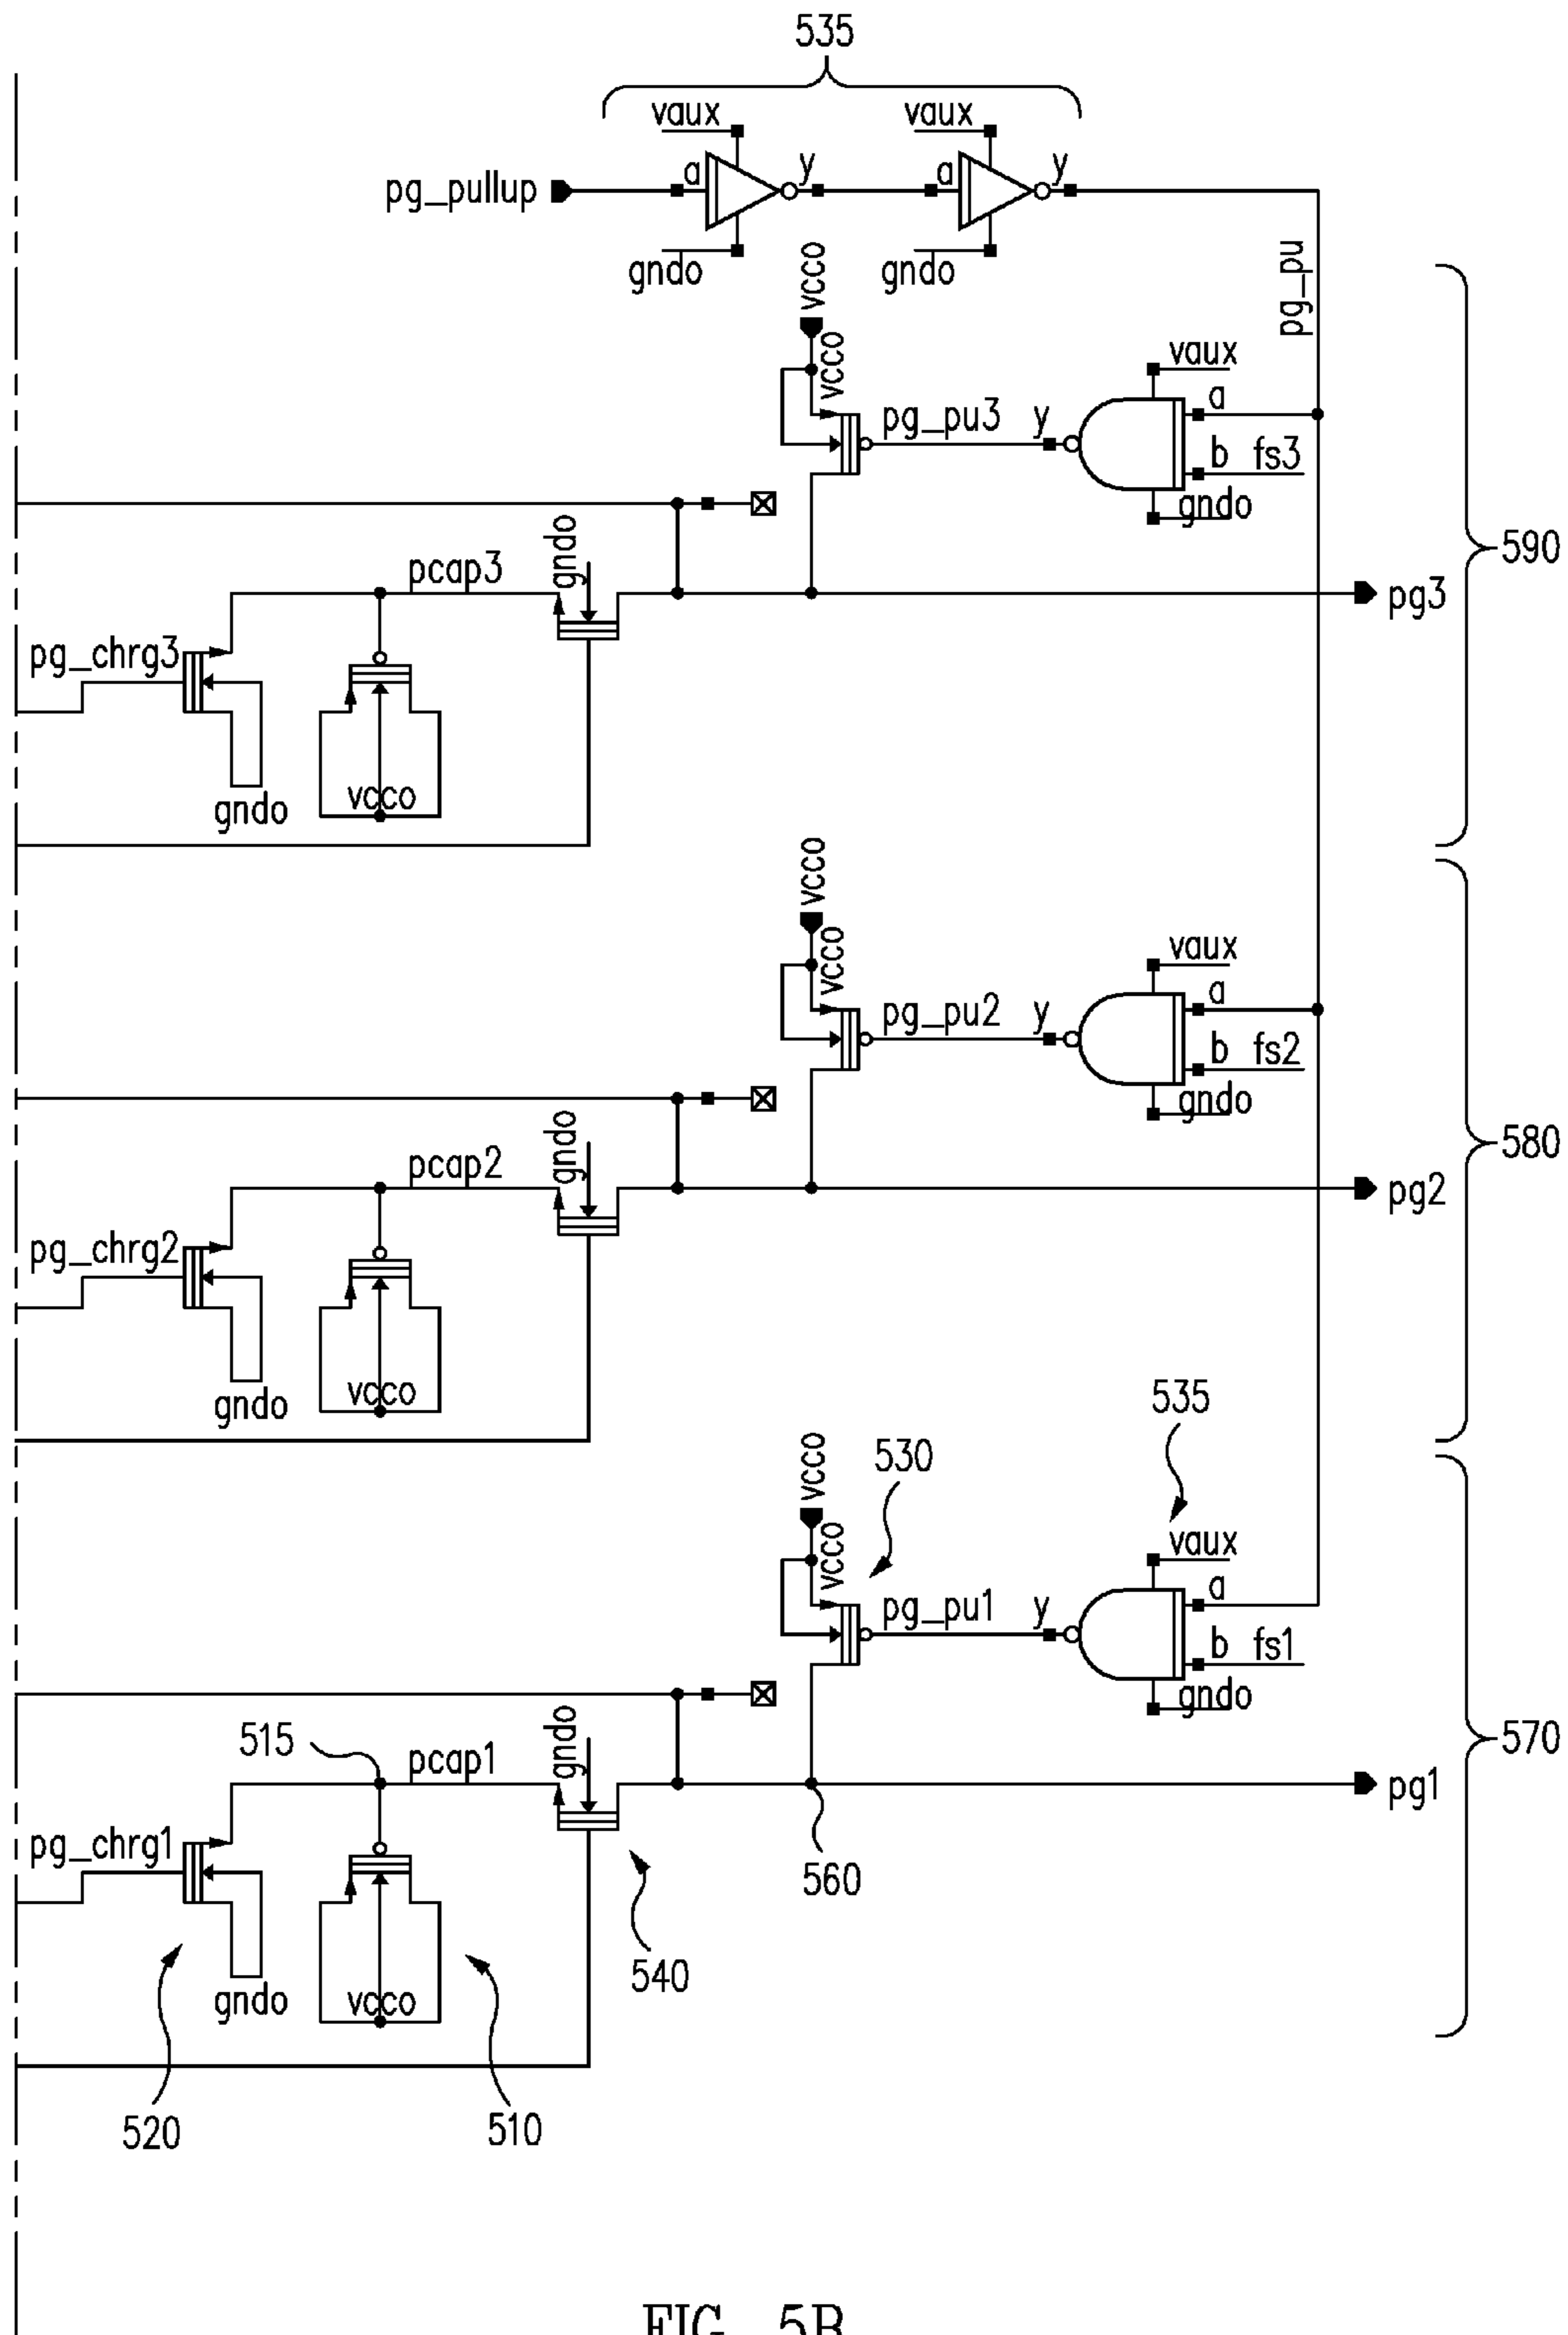 535
vaux
vaux
pg_pullup
a
y
a
y
gndo
gndo
vcco
pg_pu
vcco
vaux
pg_pu3
y
a
b
fs3
gndo
590
gndo
pcap3
pg3
pg_chrg3
gndo
vcco
vcco
vcco
vaux
pg_pu2
y
a
b
fs2
gndo
580
gndo
pcap2
pg2
pg_chrg2
gndo
vcco
535
vcco
530
vcco
vaux
pg_pu1
y
a
b
fs1
gndo
570
515
gndo
pcap1
pg1
pg_chrg1
560
540
gndo
vcco
520
510
FIG. 5B